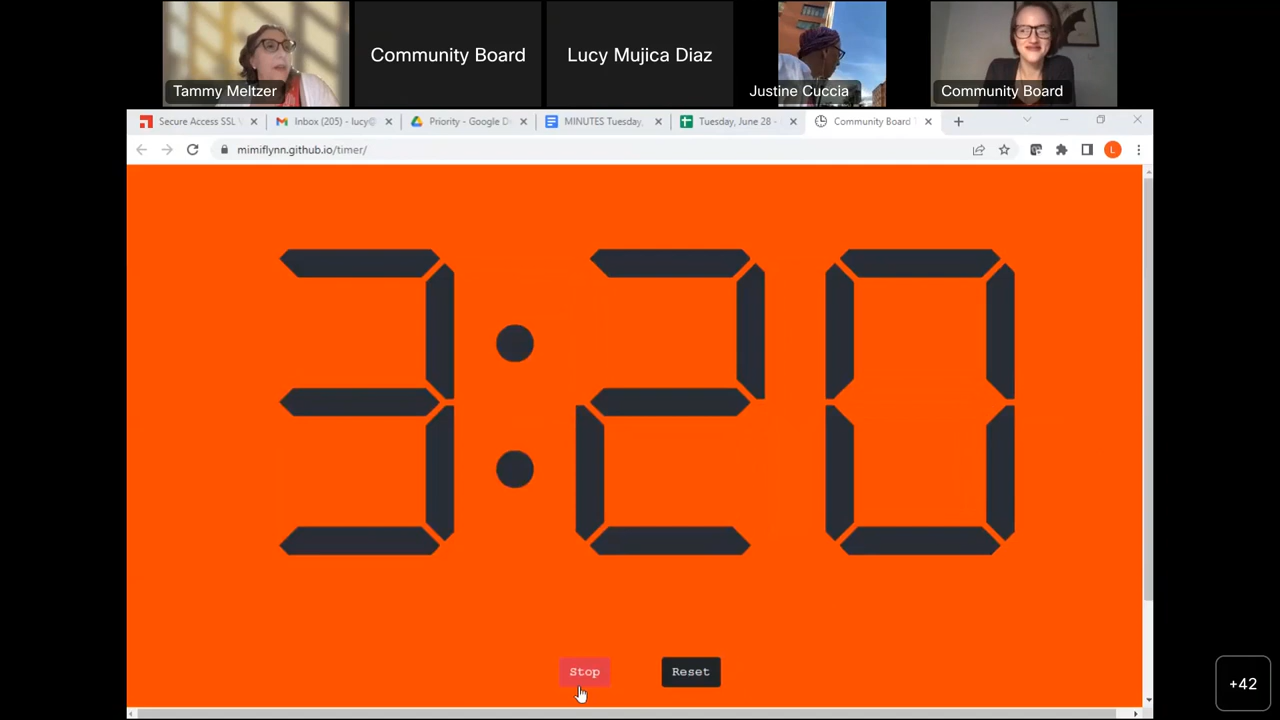 Community Board
Lucy Mujica Diaz
Tammy Meltzer
Justine Cuccia
Community Board
Secure Access SSL
Inbox (205) - lucy@
Priority - Google D
MINUTES Tuesday,
Tuesday, June 28 -
Community Board
mimiflynn.github.io/timer/
L
3:20
Stop
Reset
+42